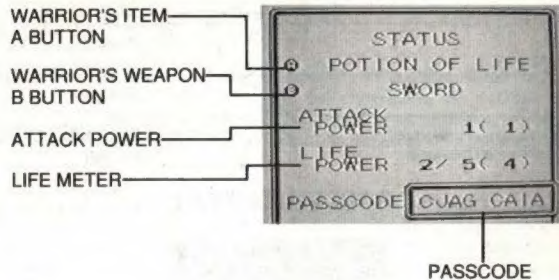 WARRIOR'S ITEM
A BUTTON
WARRIOR'S WEAPON
B BUTTON
ATTACK POWER
LIFE METER
STATUS
A POTION OF LIFE
B SWORD
ATTACK
POWER 1( 1)
LIFE
POWER 2/ 5( 4)
PASSCODE CJAG CAIA
PASSCODE